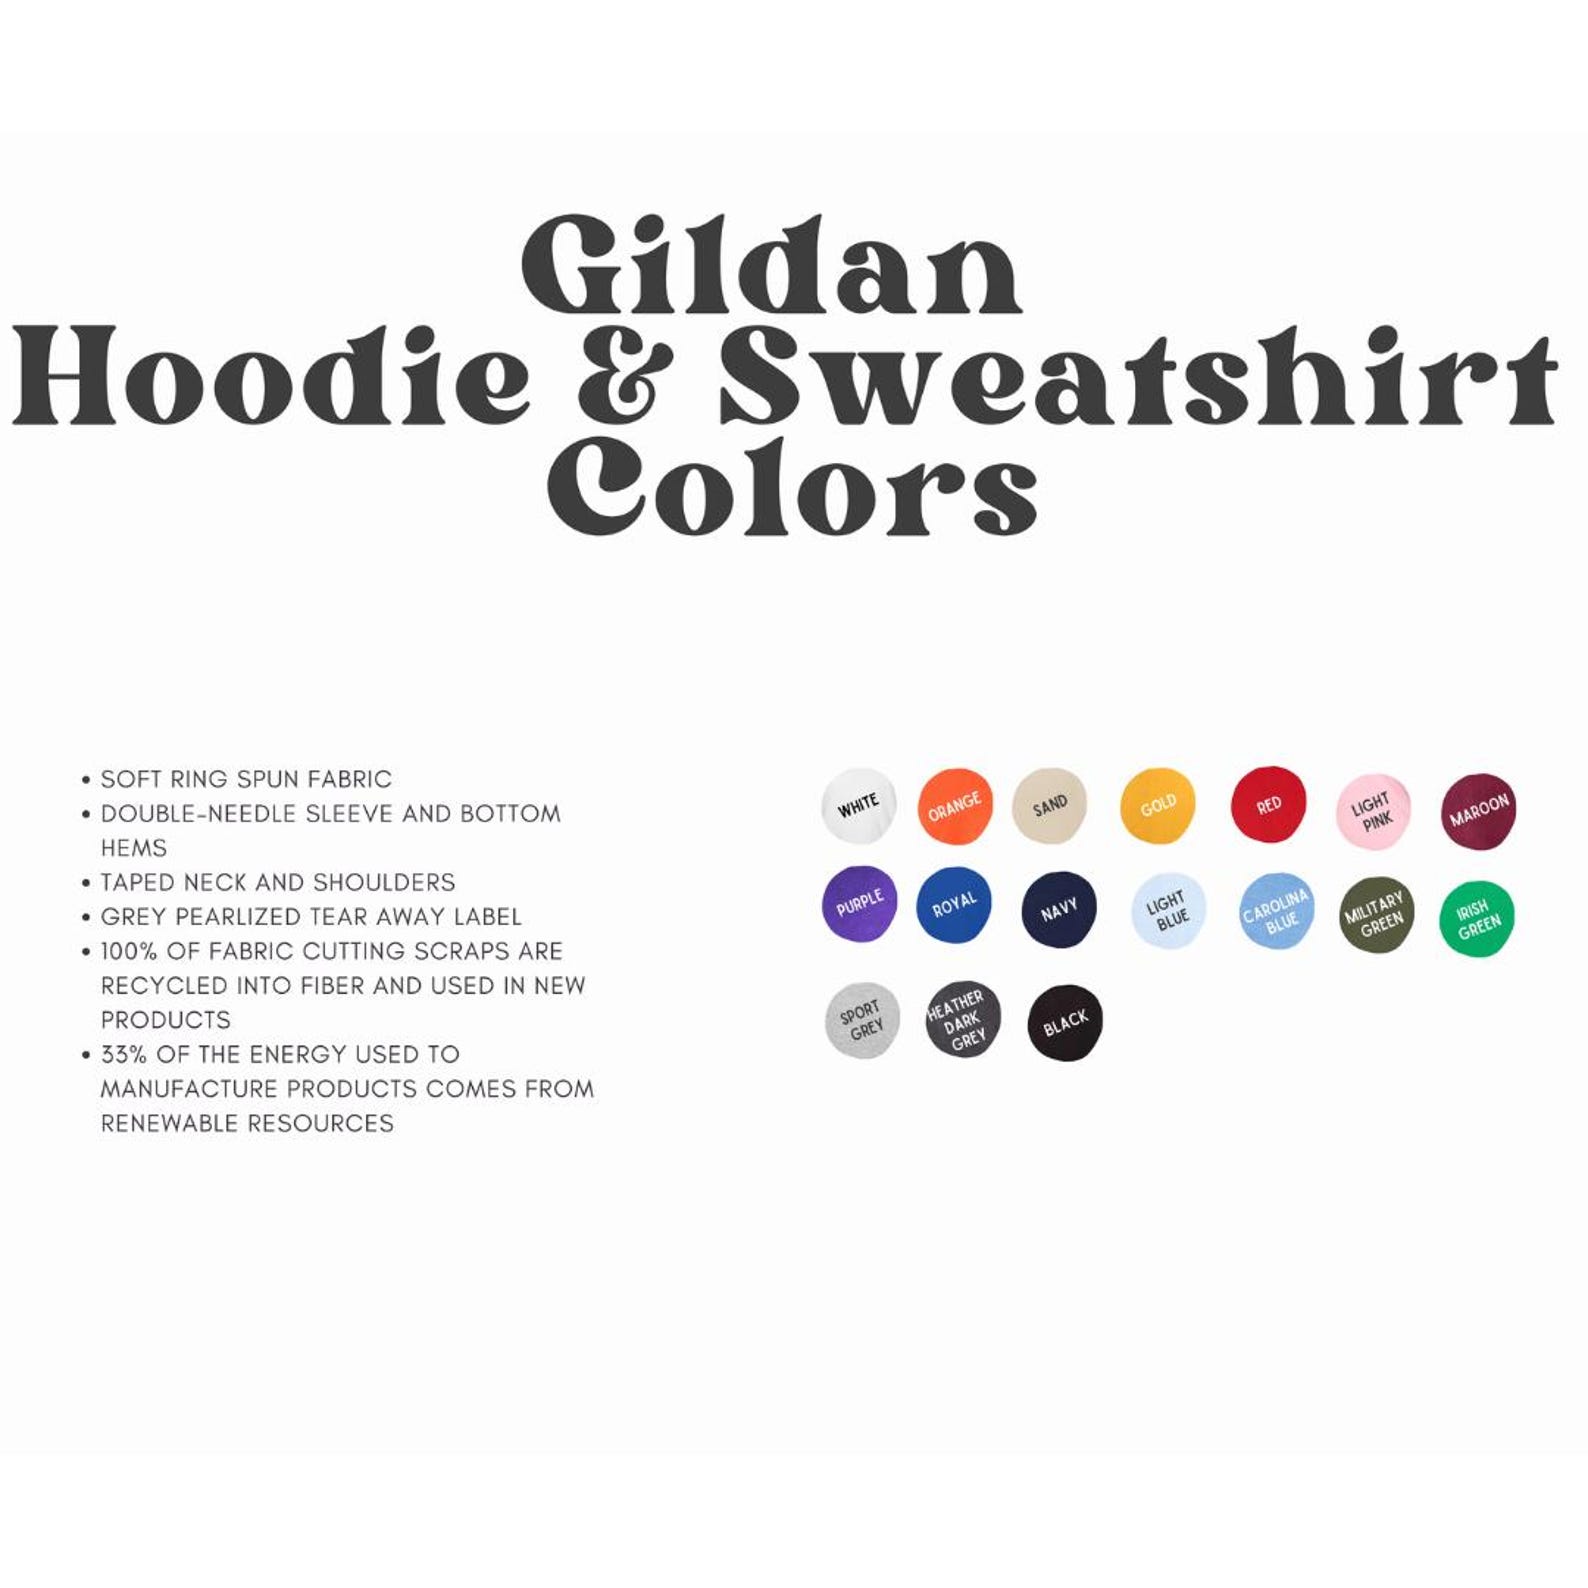 Gildan
Hoodie & Sweatshirt
Colors
• SOFT RING SPUN FABRIC
• DOUBLE-NEEDLE SLEEVE AND BOTTOM
HEMS
• TAPED NECK AND SHOULDERS
• GREY PEARLIZED TEAR AWAY LABEL
• 100% OF FABRIC CUTTING SCRAPS ARE
RECYCLED INTO FIBER AND USED IN NEW
PRODUCTS
• 33% OF THE ENERGY USED TO
MANUFACTURE PRODUCTS COMES FROM
RENEWABLE RESOURCES
WHITE
ORANGE
SAND
GOLD
RED
LIGHT
PINK
MAROON
PURPLE
ROYAL
NAVY
LIGHT
BLUE
CAROLINA
BLUE
MILITARY
GREEN
IRISH
GREEN
SPORT
GREY
HEATHER
DARK
GREY
BLACK